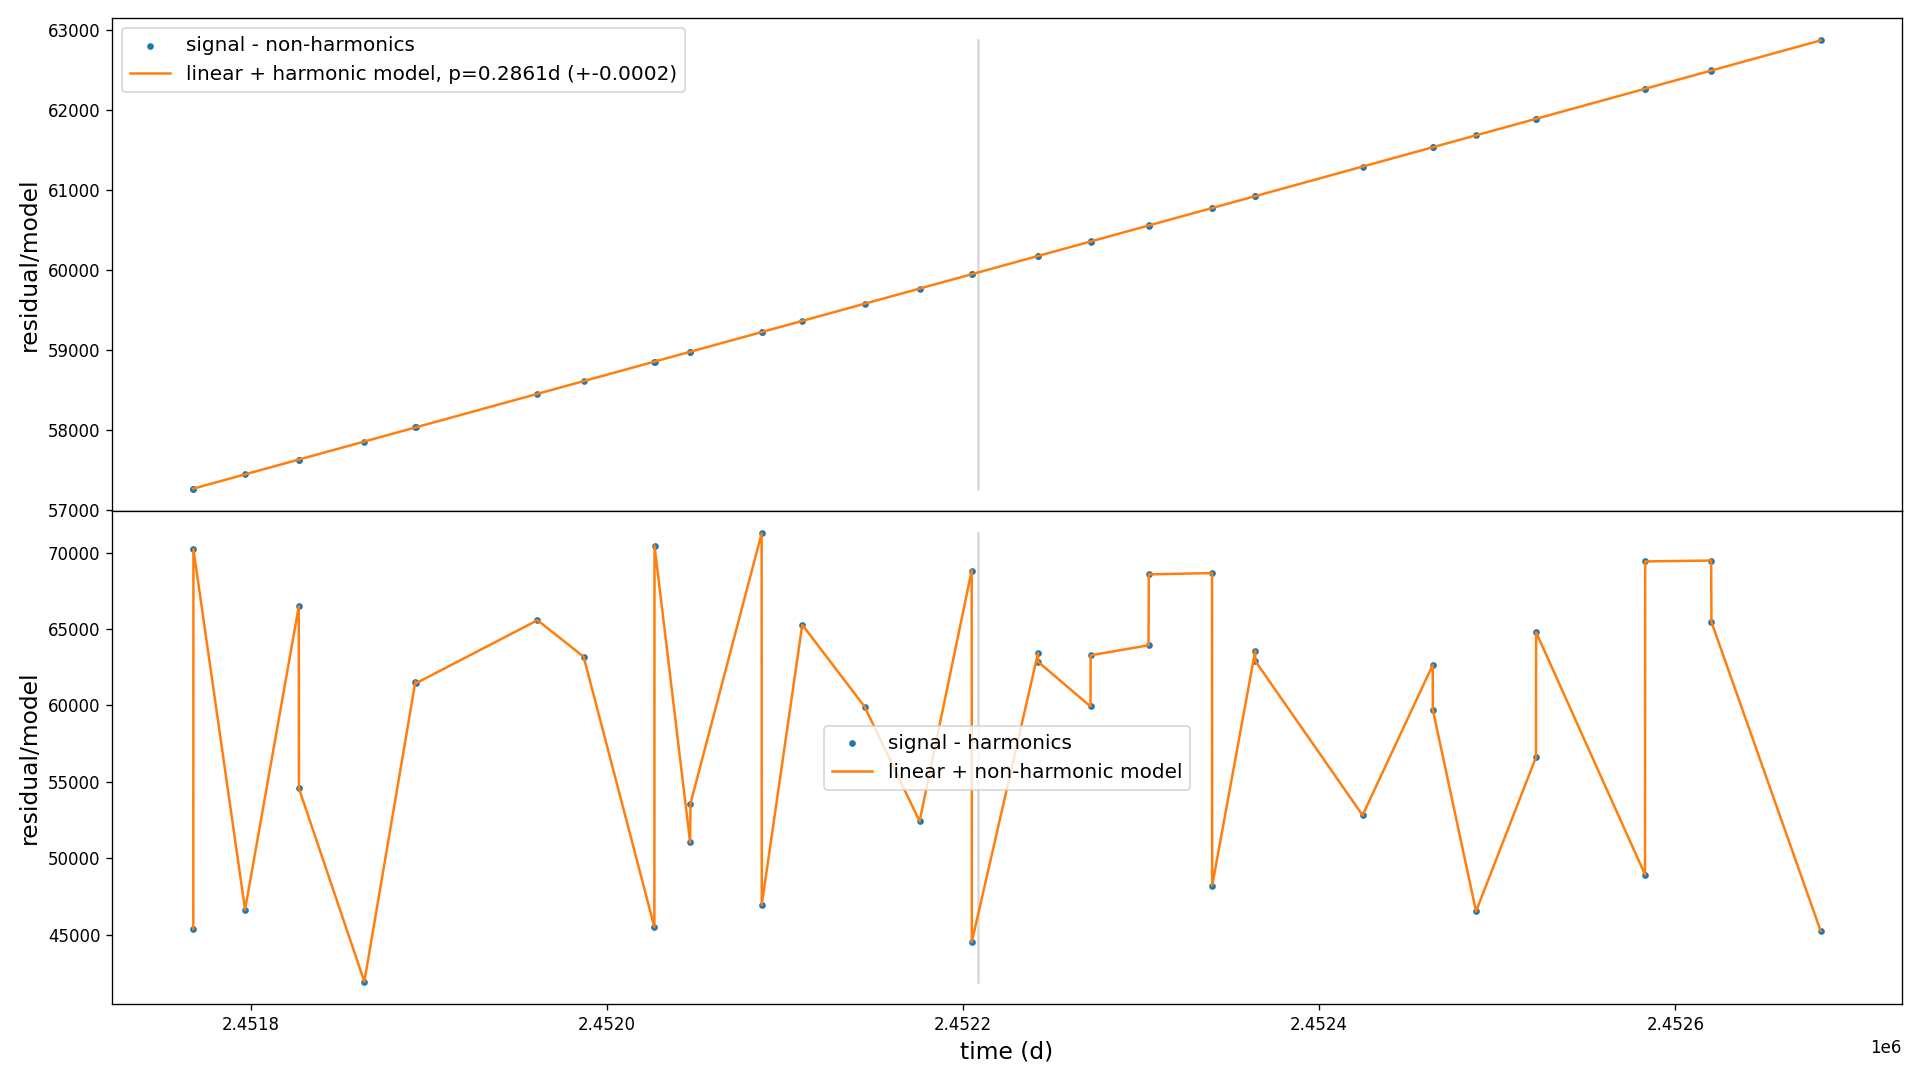 63000
62000
61000
60000
59000
58000
57000
residual/model
signal - non-harmonics
linear + harmonic model, p=0.2861d (+-0.0002)
70000
65000
60000
55000
50000
45000
residual/model
signal - harmonics
linear + non-harmonic model
2.4518
2.4520
2.4522
2.4524
2.4526
1e6
time (d)